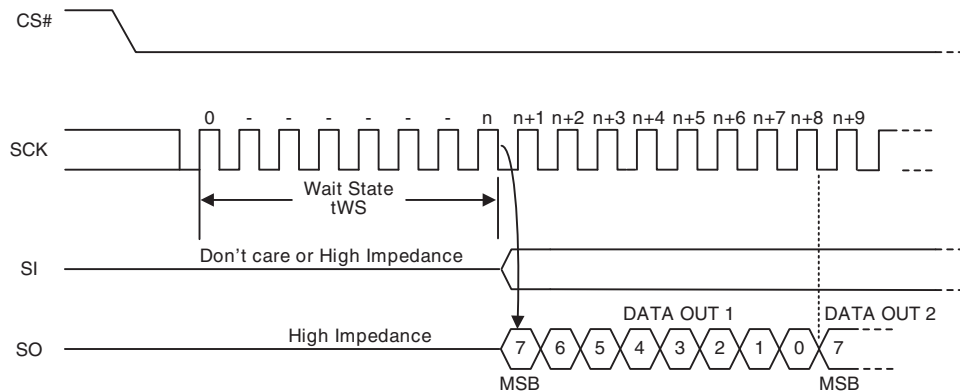 CS#
0 - - - - - - n n+1 n+2 n+3 n+4 n+5 n+6 n+7 n+8 n+9
SCK
Wait State
tWS
Don't care or High Impedance
SI
DATA OUT 1 DATA OUT 2
High Impedance
SO 7 6 5 4 3 2 1 0 7
MSB MSB